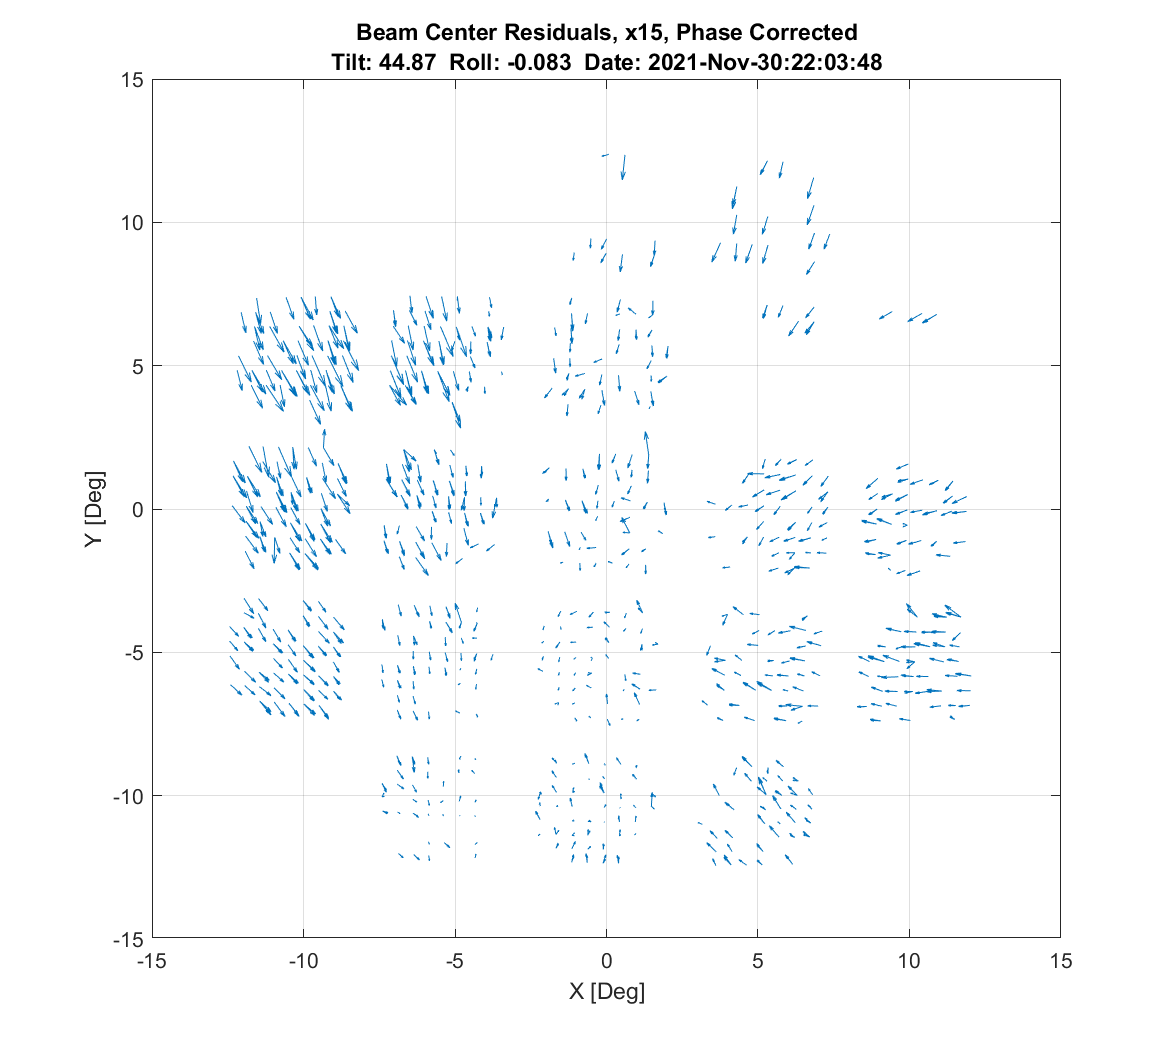 Beam Center Residuals, x15, Phase Corrected
Tilt: 44.87  Roll: -0.083  Date: 2021-Nov-30:22:03:48
15
10
5
0
-5
-10
-15
Y [Deg]
-15 -10 -5 0 5 10 15
X [Deg]